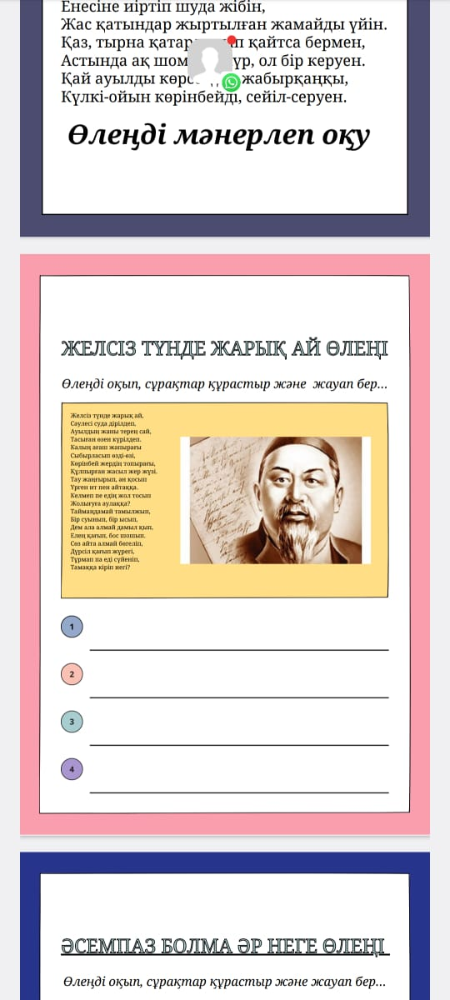 Енесіне иіртіп шуда жібін,
Жас қатындар жыртылған жамайды үйін.
Қаз, тырна қатар қайтса бермен,
Астында ақ шом ол бір керуен.
Қай ауылды жабырқаңқы,
Күлкі-ойын көрінбейді, сейіл-серуен.
Өлеңді мәнерлеп оқу
ЖЕЛСІЗ ТҮНДЕ ЖАРЫҚ АЙ ӨЛЕҢІ
Өлеңді оқып, сұрақтар құрастыр және жауап бер...
Желсіз түнде жарық ай,
Сәулесі суда дірілдеп,
Ауылдың жаны терең сай,
Тасыған өзен күрілдеп.
Қалың ағаш жапырағы
Сыбырласып өзді-өзі,
Көрінбей жердің топырағы,
Құлпырған жасыл жер жүзі.
Тау жаңғырып, ән қосып
Үрген ит пен айтаққа.
Келмеп пе едің жол тосып
Жолығуға аулаққа?
Таймаңдамай тамылжып,
Бір суынып, бір ысып,
Дем ала алмай дамыл қып,
Елең қағып, бос шошып.
Сөз айта алмай бөгеліп,
Дүрсіл қағып жүрегі,
Тұрмап па еді сүйеніп,
Тамаққа кіріп иегі?
1
2
3
4
ӘСЕМПАЗ БОЛМА ӘР НЕГЕ ӨЛЕҢІ
Өлеңді оқып, сұрақтар құрастыр және жауап бер...